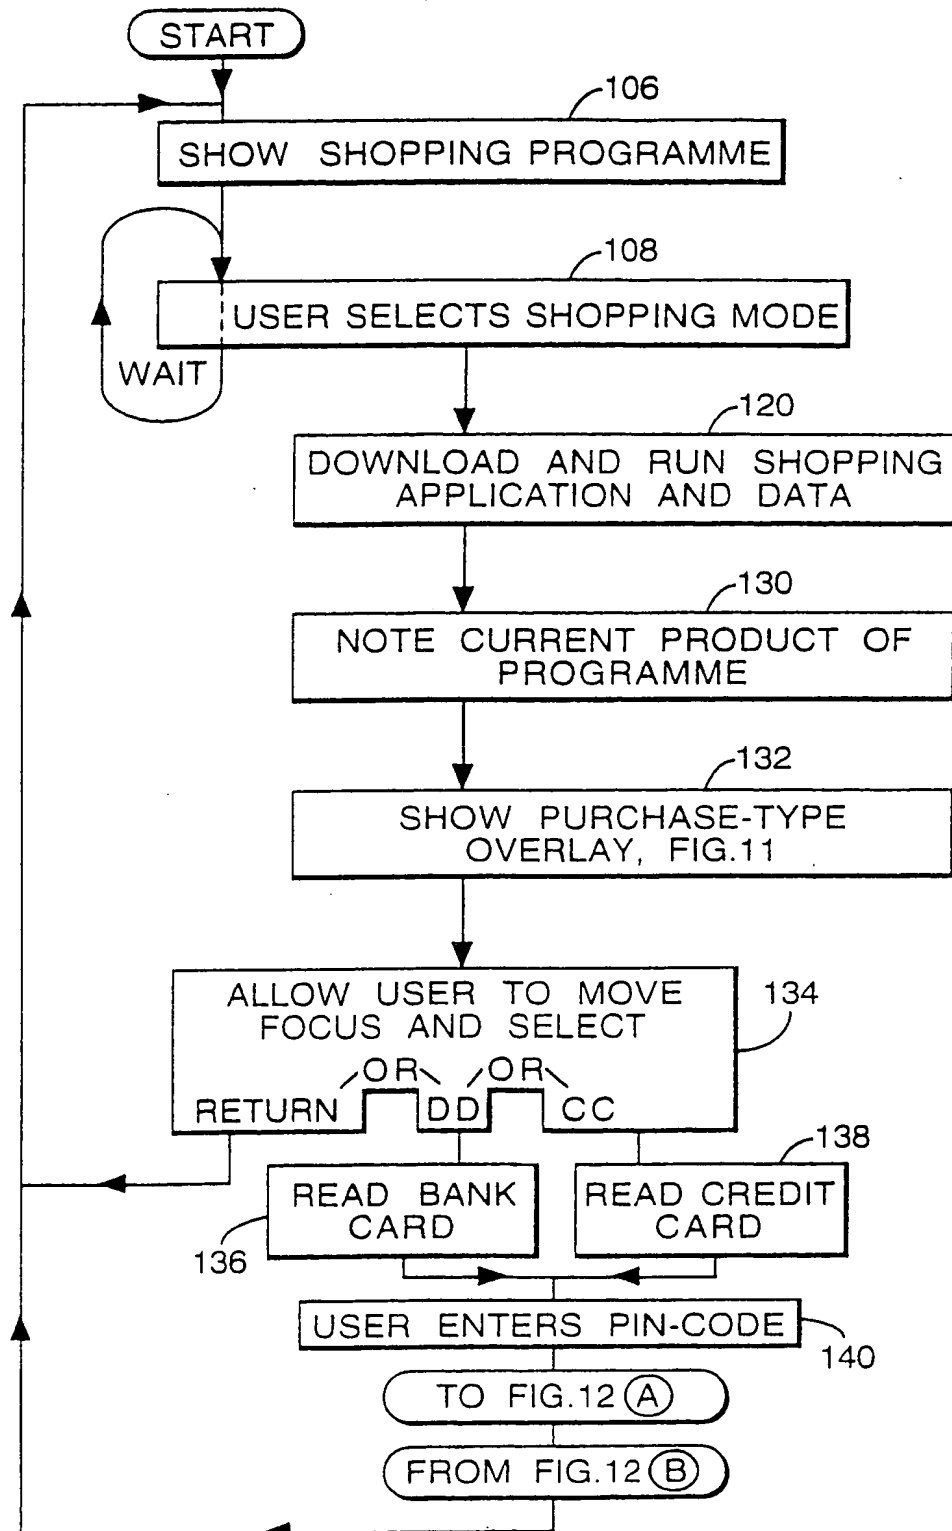 START
106
SHOW SHOPPING PROGRAMME
108
USER SELECTS SHOPPING MODE
WAIT
120
DOWNLOAD AND RUN SHOPPING
APPLICATION AND DATA
130
NOTE CURRENT PRODUCT OF
PROGRAMME
132
SHOW PURCHASE-TYPE
OVERLAY, FIG.11
ALLOW USER TO MOVE
FOCUS AND SELECT
134
OR OR
RETURN DD CC
138
READ BANK
CARD
136
READ CREDIT
CARD
USER ENTERS PIN-CODE
140
TO FIG.12 A
FROM FIG.12 B